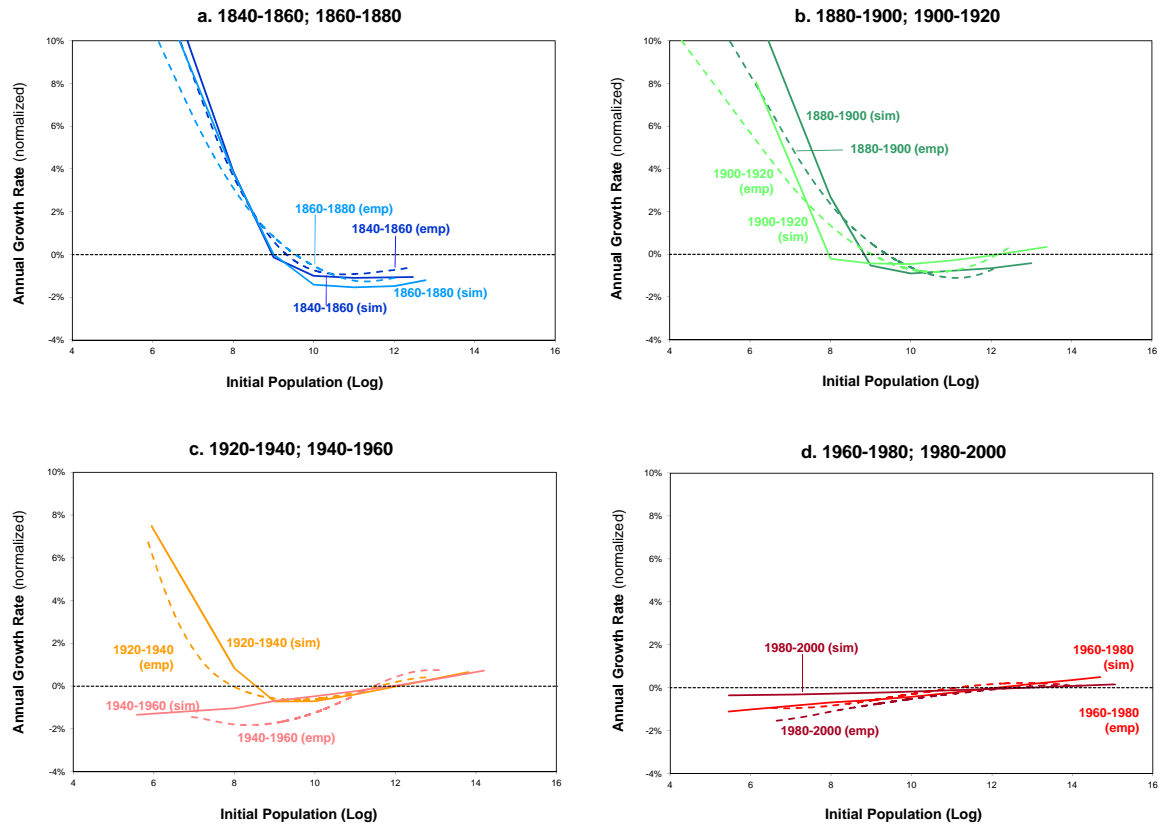 a. 1840-1860; 1860-1880
10%
8%
6%
4%
2%
0%
-2%
-4%
4 6 8 10 12 14 16
Annual Growth Rate (normalized)
Initial Population (Log)
1860-1880 (emp)
1840-1860 (emp)
1860-1880 (sim)
1840-1860 (sim)
b. 1880-1900; 1900-1920
10%
8%
6%
4%
2%
0%
-2%
-4%
4 6 8 10 12 14 16
Annual Growth Rate (normalized)
Initial Population (Log)
1880-1900 (sim)
1880-1900 (emp)
1900-1920
(emp)
1900-1920
(sim)
c. 1920-1940; 1940-1960
10%
8%
6%
4%
2%
0%
-2%
-4%
4 6 8 10 12 14 16
Annual Growth Rate (normalized)
Initial Population (Log)
1920-1940 (sim)
1920-1940
(emp)
1940-1960 (sim)
1940-1960 (emp)
d. 1960-1980; 1980-2000
10%
8%
6%
4%
2%
0%
-2%
-4%
4 6 8 10 12 14 16
Annual Growth Rate (normalized)
Initial Population (Log)
1980-2000 (sim)
1960-1980
(sim)
1980-2000 (emp)
1960-1980
(emp)